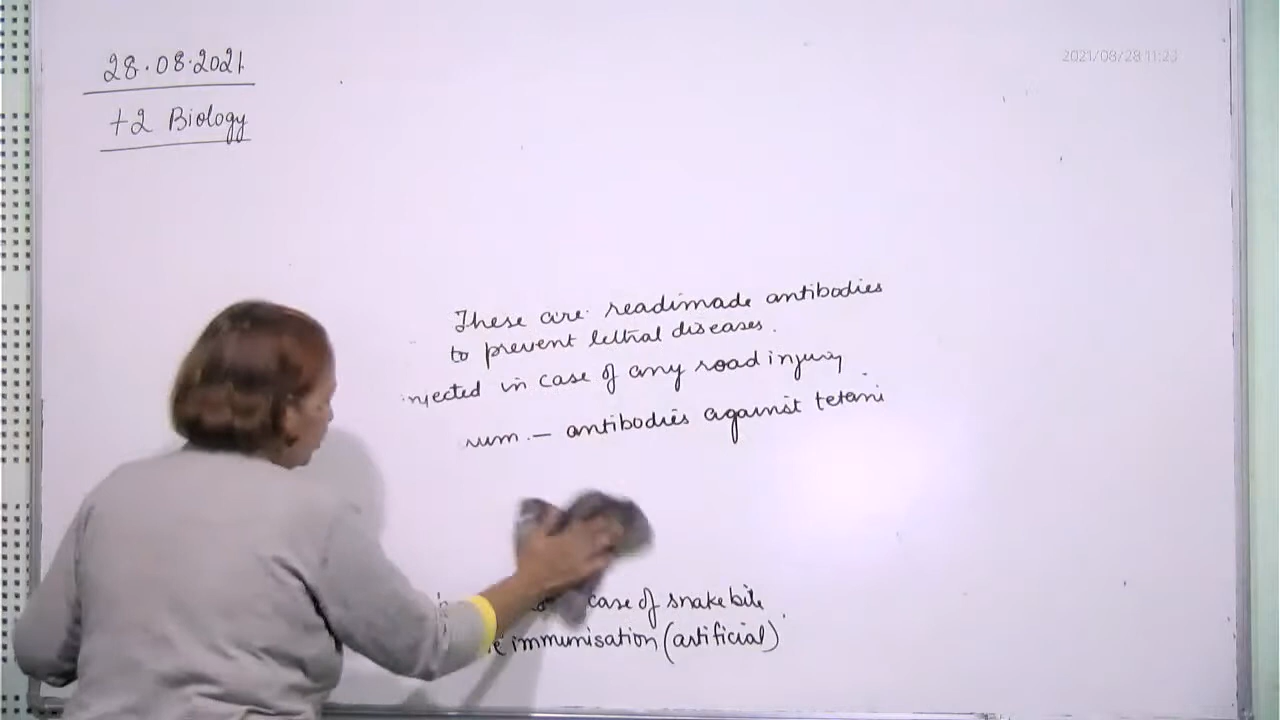 28.08.2021
2021/08/28 11:23
+2 Biology
These are readimade antibodies
to prevent lethal diseases.
njected in case of any road injury
rum - antibodies against tetani
case of snake bite
e immunisation (artificial)